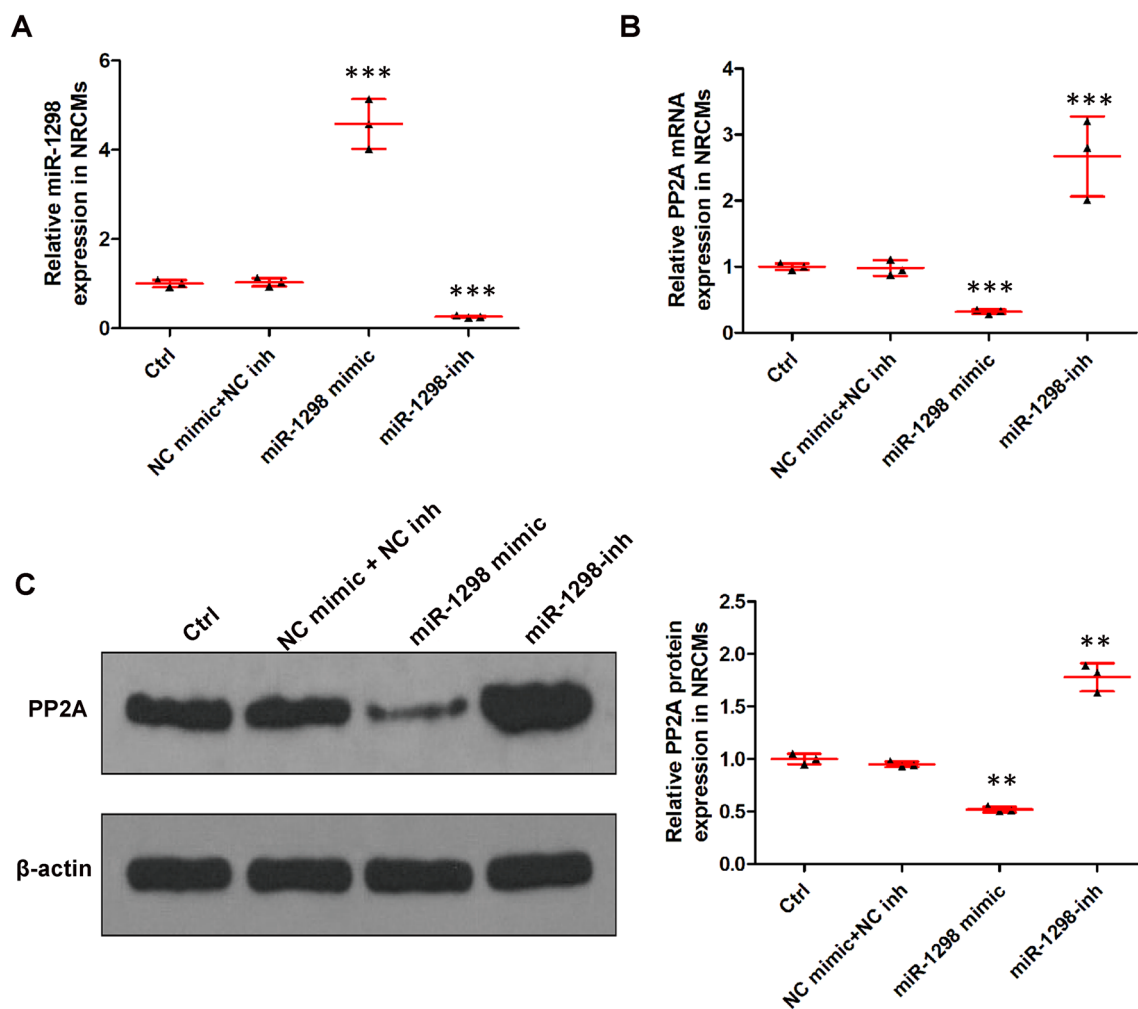 A
Relative miR-1298
expression in NRCMs
6
4
2
0
***
***
Ctrl
NC mimic+NC inh
miR-1298 mimic
miR-1298-inh
B
Relative PP2A mRNA
expression in NRCMs
4
3
2
1
0
***
***
Ctrl
NC mimic+NC inh
miR-1298 mimic
miR-1298-inh
C
Ctrl
NC mimic + NC inh
miR-1298 mimic
miR-1298-inh
PP2A
β-actin
Relative PP2A protein
expression in NRCMs
2.5
2.0
1.5
1.0
0.5
0.0
**
**
Ctrl
NC mimic+NC inh
miR-1298 mimic
miR-1298-inh